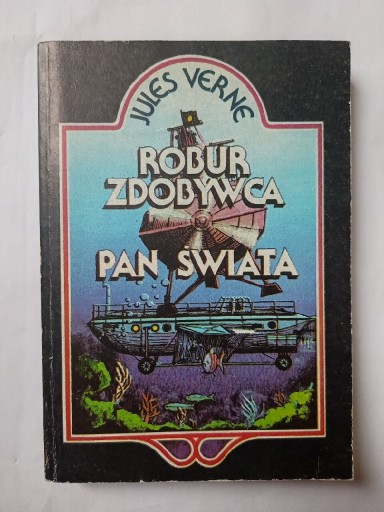 JULES VERNE
ROBUR
ZDOBYWCA
PAN ŚWIATA